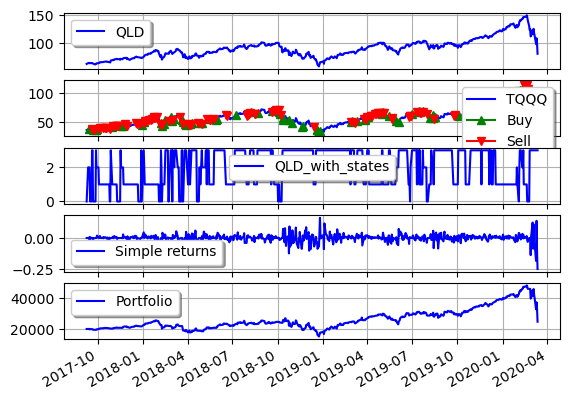 150
100
QLD
100
50
TQQQ
Buy
Sell
2
0
QLD_with_states
0.00
−0.25
Simple returns
40000
20000
Portfolio
2017-10 2018-01 2018-04 2018-07 2018-10 2019-01 2019-04 2019-07 2019-10 2020-01 2020-04